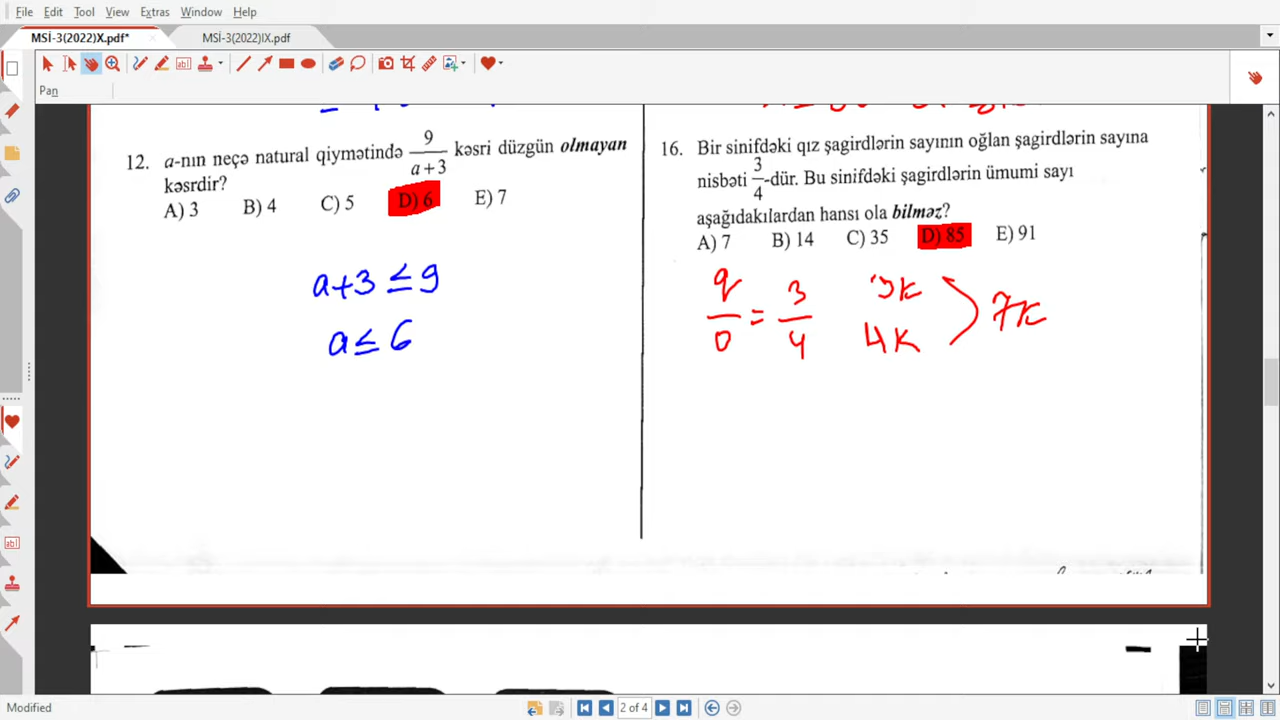 File Edit Tool View Extras Window Help
MSİ-3(2022)X.pdf* MSİ-3(2022)IX.pdf
Pan
12. a-nın neçə natural qiymətində 9/(a+3) kəsri düzgün olmayan
kəsrdir?
A) 3 B) 4 C) 5 D) 6 E) 7
a+3 ≤ 9
a ≤ 6
16. Bir sinifdəki qız şagirdlərin sayının oğlan şagirdlərin sayına
nisbəti 3/4-dür. Bu sinifdəki şagirdlərin ümumi sayı
aşağıdakılardan hansı ola bilməz?
A) 7 B) 14 C) 35 D) 85 E) 91
q/o = 3/4 3k 4k 7k
Modified 2 of 4